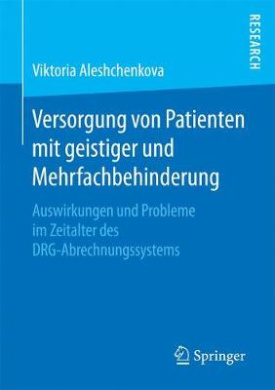 RESEARCH
Viktoria Aleshchenkova
Versorgung von Patienten
mit geistiger und
Mehrfachbehinderung
Auswirkungen und Probleme
im Zeitalter des
DRG-Abrechnungssystems
Springer